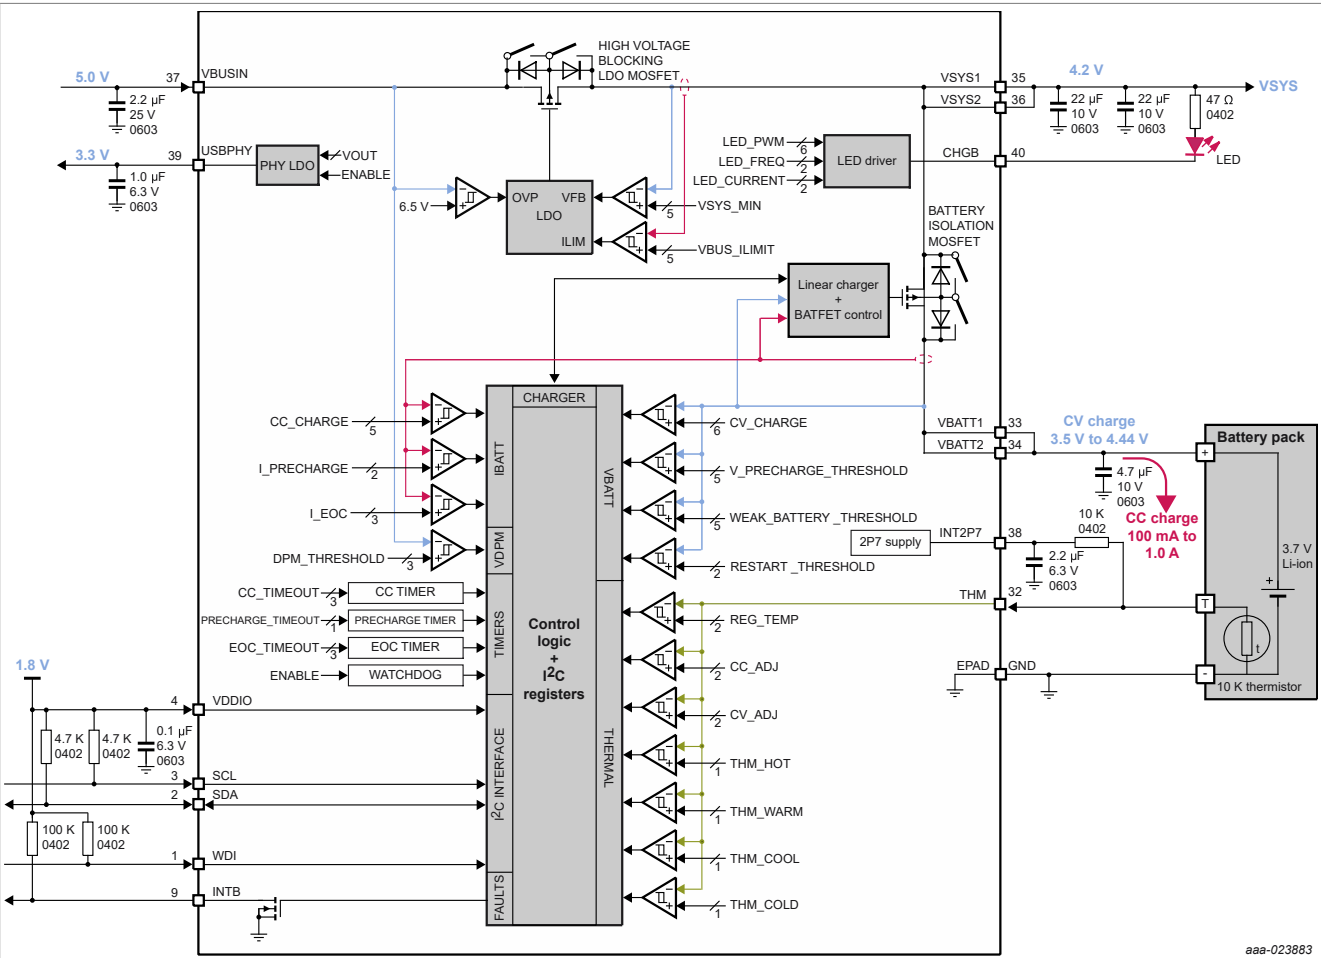 HIGH VOLTAGE
BLOCKING
LDO MOSFET
5.0 V
37
VBUSIN
2.2 µF
25 V
0603
3.3 V
39
USBPHY
1.0 µF
6.3 V
0603
PHY LDO
VOUT
ENABLE
6.5 V
OVP
VFB
LDO
ILIM
5
VSYS_MIN
5
VBUS_ILIMIT
LED_PWM
6
LED_FREQ
2
LED_CURRENT
2
LED driver
VSYS1
35
4.2 V
VSYS
VSYS2
36
22 µF
10 V
0603
22 µF
10 V
0603
47 Ω
0402
LED
CHGB
40
BATTERY
ISOLATION
MOSFET
Linear charger
+
BATFET control
CHARGER
IBATT
VDPM
TIMERS
I2C INTERFACE
FAULTS
VBATT
THERMAL
Control
logic
+
I2C
registers
CC_CHARGE
5
I_PRECHARGE
2
I_EOC
3
DPM_THRESHOLD
3
CC_TIMEOUT
3
CC TIMER
PRECHARGE_TIMEOUT
1
PRECHARGE TIMER
EOC_TIMEOUT
3
EOC TIMER
ENABLE
WATCHDOG
6
CV_CHARGE
5
V_PRECHARGE_THRESHOLD
5
WEAK_BATTERY _THRESHOLD
2
RESTART _THRESHOLD
2
REG_TEMP
2
CC_ADJ
2
CV_ADJ
1
THM_HOT
1
THM_WARM
1
THM_COOL
1
THM_COLD
VBATT1
33
VBATT2
34
CV charge
3.5 V to 4.44 V
4.7 µF
10 V
0603
CC charge
100 mA to
1.0 A
2P7 supply
INT2P7
38
10 K
0402
2.2 µF
6.3 V
0603
THM
32
EPAD
GND
Battery pack
+
T
-
3.7 V
Li-ion
+
t
10 K thermistor
1.8 V
4
VDDIO
4.7 K
0402
4.7 K
0402
0.1 µF
6.3 V
0603
3
SCL
2
SDA
100 K
0402
100 K
0402
1
WDI
9
INTB
aaa-023883